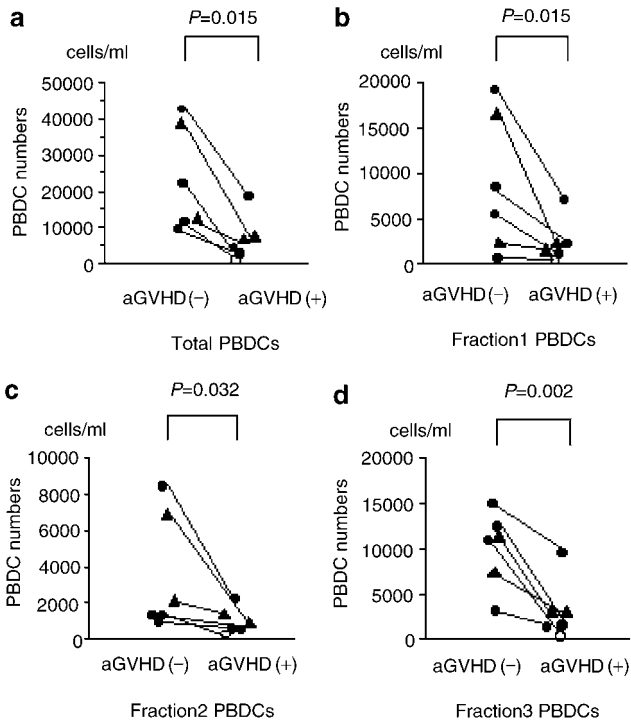 a
P=0.015
cells/ml
PBDC numbers
50000
40000
30000
20000
10000
0
aGVHD (−) aGVHD (+)
Total PBDCs
b
P=0.015
cells/ml
PBDC numbers
20000
15000
10000
5000
0
aGVHD (−) aGVHD (+)
Fraction1 PBDCs
c
P=0.032
cells/ml
PBDC numbers
10000
8000
6000
4000
2000
0
aGVHD (−) aGVHD (+)
Fraction2 PBDCs
d
P=0.002
cells/ml
PBDC numbers
20000
15000
10000
5000
0
aGVHD (−) aGVHD (+)
Fraction3 PBDCs